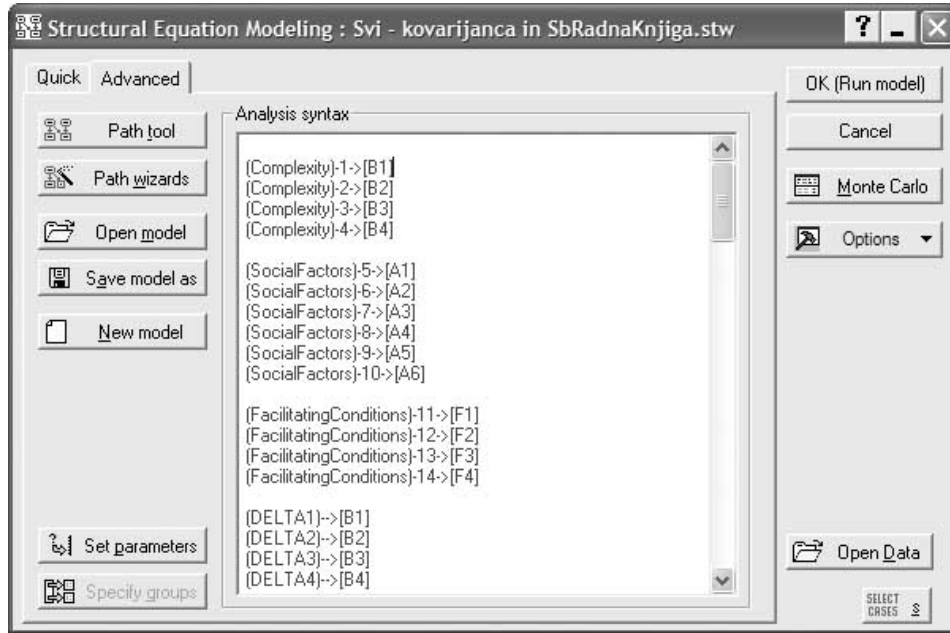 Structural Equation Modeling : Svi - kovarijanca in SbRadnaKnjiga.stw
? _ X
Quick Advanced
Path tool
Path wizards
Open model
Save model as
New model
Set parameters
Specify groups
Analysis syntax
(Complexity)-1->[B1]
(Complexity)-2->[B2]
(Complexity)-3->[B3]
(Complexity)-4->[B4]
(SocialFactors)-5->[A1]
(SocialFactors)-6->[A2]
(SocialFactors)-7->[A3]
(SocialFactors)-8->[A4]
(SocialFactors)-9->[A5]
(SocialFactors)-10->[A6]
(FacilitatingConditions)-11->[F1]
(FacilitatingConditions)-12->[F2]
(FacilitatingConditions)-13->[F3]
(FacilitatingConditions)-14->[F4]
(DELTA1)-->[B1]
(DELTA2)-->[B2]
(DELTA3)-->[B3]
(DELTA4)-->[B4]
OK (Run model)
Cancel
Monte Carlo
Options
Open Data
SELECT
CASES S